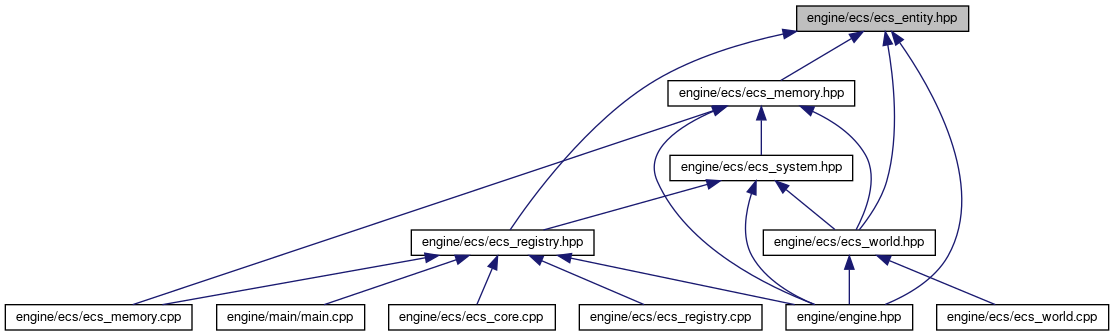 engine/ecs/ecs_entity.hpp
engine/ecs/ecs_memory.hpp
engine/ecs/ecs_system.hpp
engine/ecs/ecs_registry.hpp
engine/ecs/ecs_world.hpp
engine/ecs/ecs_memory.cpp
engine/main/main.cpp
engine/ecs/ecs_core.cpp
engine/ecs/ecs_registry.cpp
engine/engine.hpp
engine/ecs/ecs_world.cpp